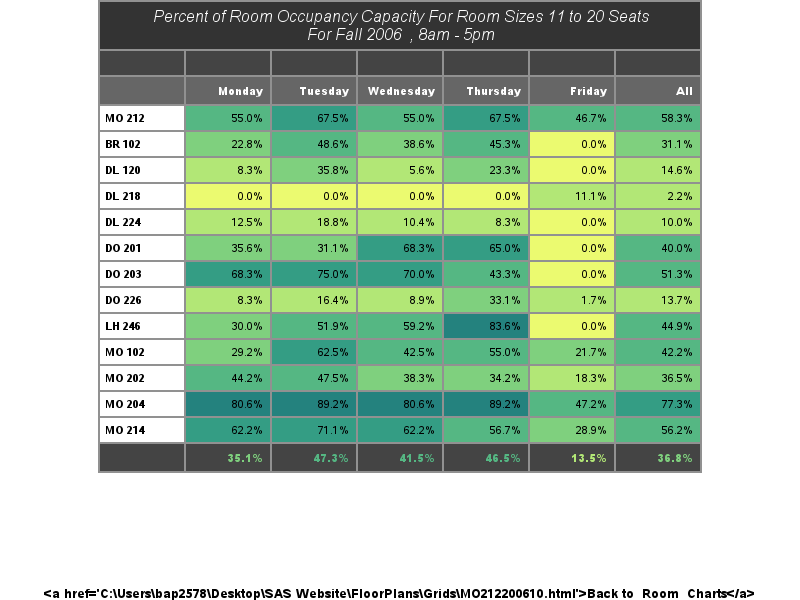 Percent of Room Occupancy Capacity For Room Sizes 11 to 20 Seats
For Fall 2006 , 8am - 5pm
Monday Tuesday Wednesday Thursday Friday All
MO 212 55.0% 67.5% 55.0% 67.5% 46.7% 58.3%
BR 102 22.8% 48.6% 38.6% 45.3% 0.0% 31.1%
DL 120 8.3% 35.8% 5.6% 23.3% 0.0% 14.6%
DL 218 0.0% 0.0% 0.0% 0.0% 11.1% 2.2%
DL 224 12.5% 18.8% 10.4% 8.3% 0.0% 10.0%
DO 201 35.6% 31.1% 68.3% 65.0% 0.0% 40.0%
DO 203 68.3% 75.0% 70.0% 43.3% 0.0% 51.3%
DO 226 8.3% 16.4% 8.9% 33.1% 1.7% 13.7%
LH 246 30.0% 51.9% 59.2% 83.6% 0.0% 44.9%
MO 102 29.2% 62.5% 42.5% 55.0% 21.7% 42.2%
MO 202 44.2% 47.5% 38.3% 34.2% 18.3% 36.5%
MO 204 80.6% 89.2% 80.6% 89.2% 47.2% 77.3%
MO 214 62.2% 71.1% 62.2% 56.7% 28.9% 56.2%
35.1% 47.3% 41.5% 46.5% 13.5% 36.8%
<a href='C:\Users\bap2578\Desktop\SAS Website\FloorPlans\Grids\MO212200610.html'>Back to Room Charts</a>